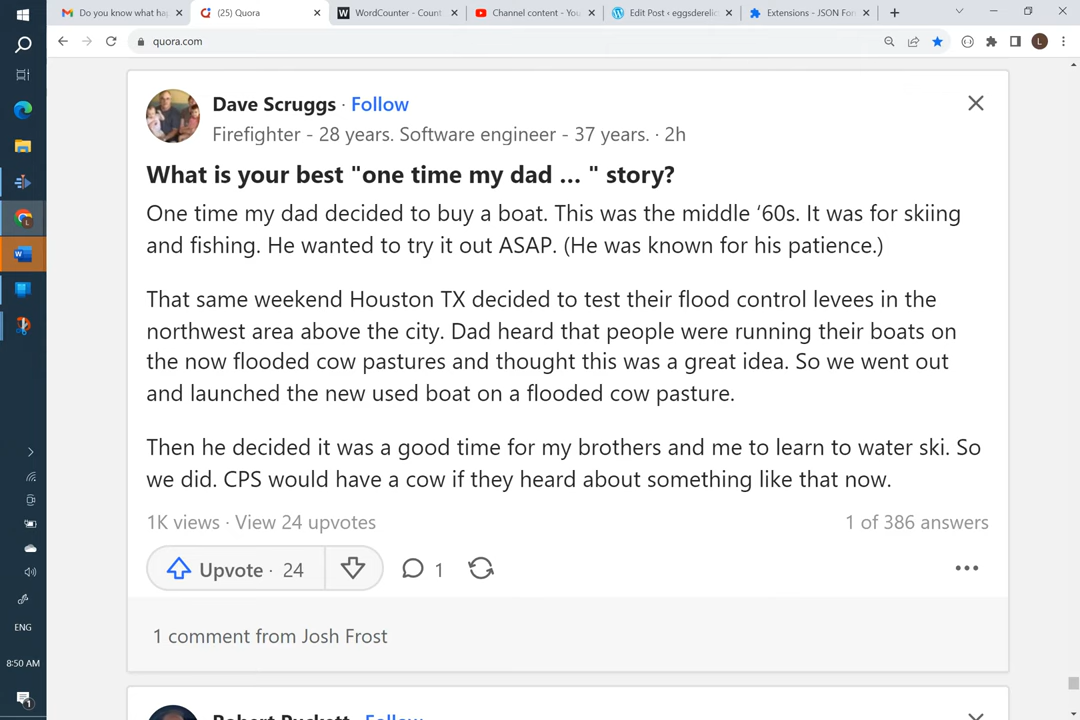 Do you know what ha
(25) Quora
WordCounter - Count
Channel content - You
Edit Post ‹ eggsderelic
Extensions - JSON For
quora.com
L
Dave Scruggs · Follow
Firefighter - 28 years. Software engineer - 37 years. · 2h
What is your best "one time my dad … " story?
One time my dad decided to buy a boat. This was the middle ‘60s. It was for skiing
and fishing. He wanted to try it out ASAP. (He was known for his patience.)
That same weekend Houston TX decided to test their flood control levees in the
northwest area above the city. Dad heard that people were running their boats on
the now flooded cow pastures and thought this was a great idea. So we went out
and launched the new used boat on a flooded cow pasture.
Then he decided it was a good time for my brothers and me to learn to water ski. So
we did. CPS would have a cow if they heard about something like that now.
1K views · View 24 upvotes
1 of 386 answers
Upvote · 24
1
1 comment from Josh Frost
Robert Puckett · Follow
ENG
8:50 AM